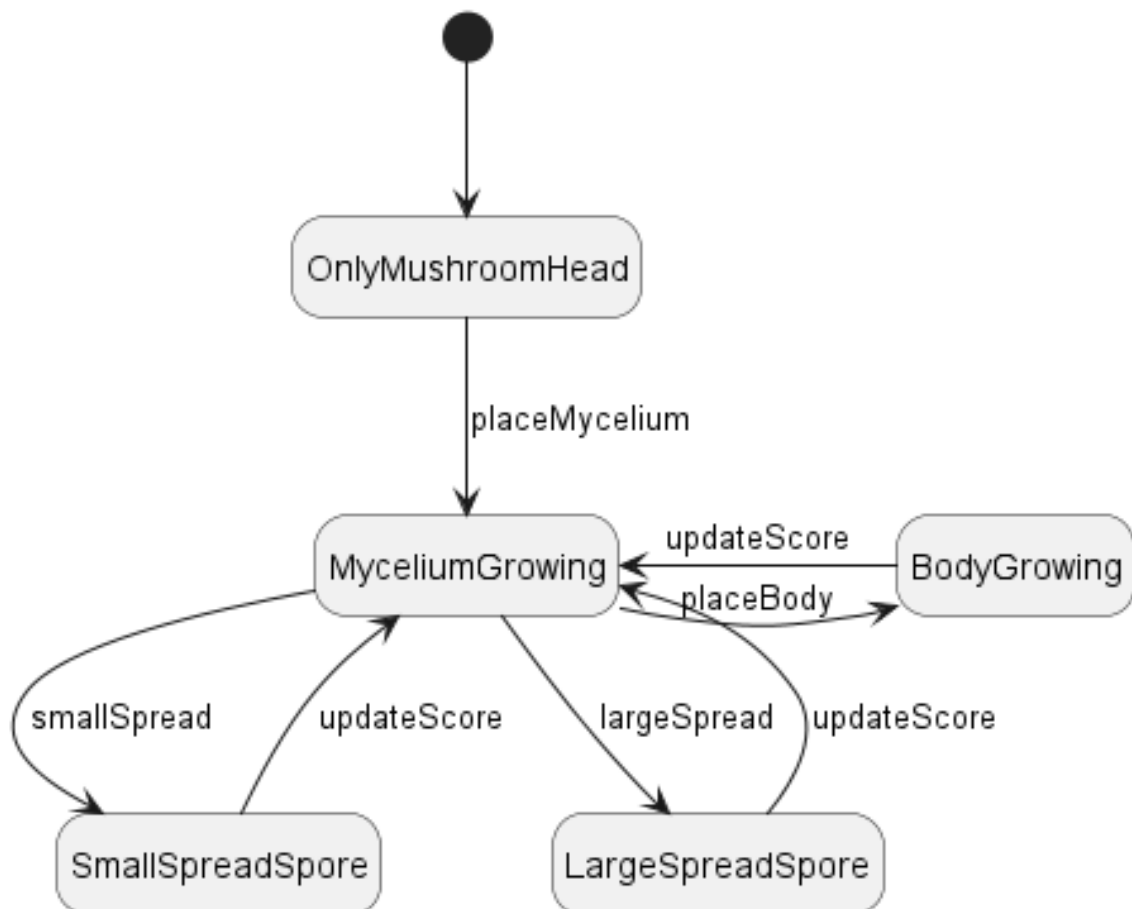 OnlyMushroomHead
placeMycelium
updateScore
MyceliumGrowing
BodyGrowing
placeBody
smallSpread
updateScore
largeSpread
updateScore
SmallSpreadSpore
LargeSpreadSpore